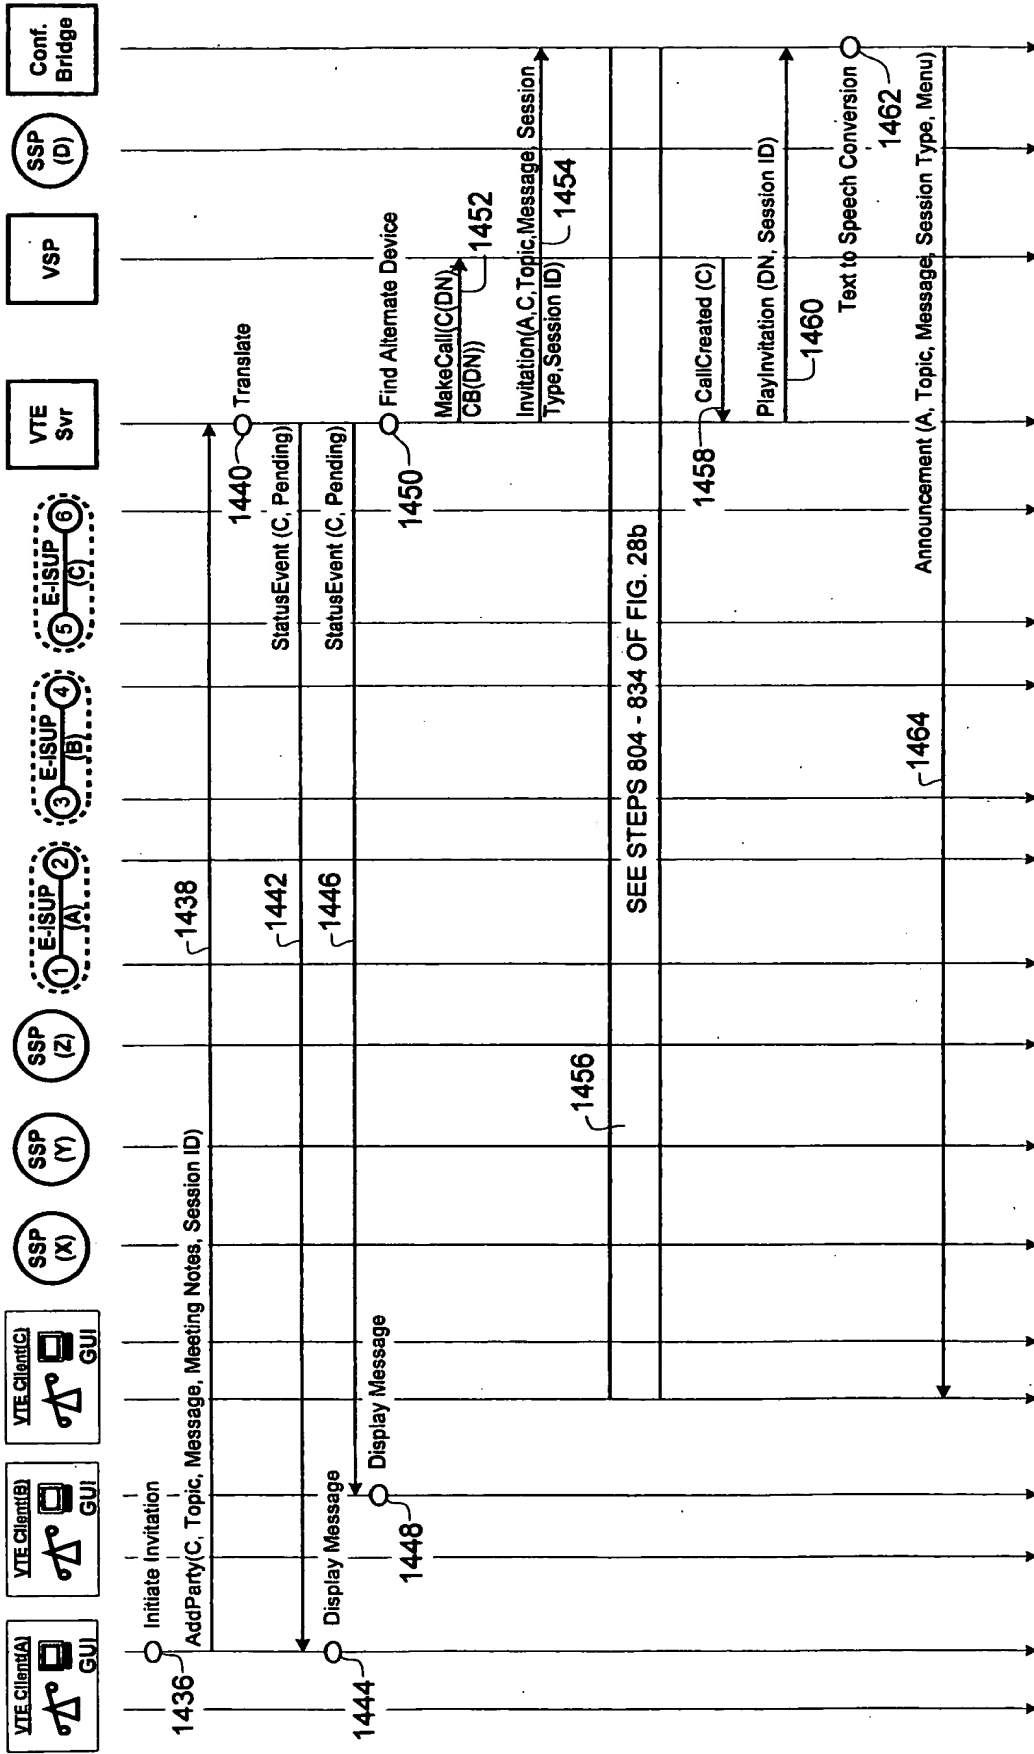 VTE Client(A)
GUI
VTE Client(B)
GUI
VTE Client(C)
GUI
SSP
(X)
SSP
(Y)
SSP
(Z)
1
E-ISUP
(A)
2
3
E-ISUP
(B)
4
5
E-ISUP
(C)
6
VTE
Svr
VSP
SSP
(D)
Conf.
Bridge
Initiate Invitation
1436
AddParty(C, Topic, Message, Meeting Notes, Session ID)
1438
Translate
1440
StatusEvent (C, Pending)
1442
Display Message
1444
StatusEvent (C, Pending)
1446
Display Message
1448
Find Alternate Device
1450
MakeCall(C(DN),
CB(DN))
1452
Invitation(A,C,Topic,Message, Session
Type,Session ID)
1454
SEE STEPS 804 - 834 OF FIG. 28b
1456
CallCreated (C)
1458
PlayInvitation (DN, Session ID)
1460
Text to Speech Conversion
1462
Announcement (A, Topic, Message, Session Type, Menu)
1464